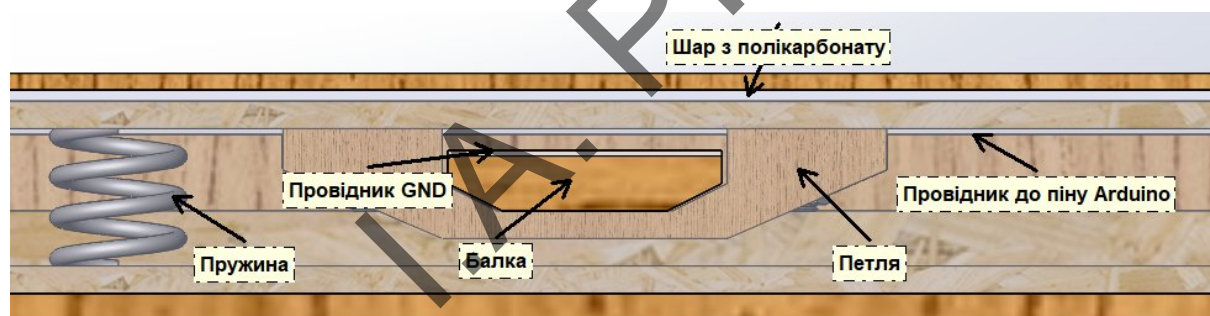 Шар з полікарбонату
Провідник GND
Провідник до піну Arduino
Пружина
Балка
Петля
I.A. P